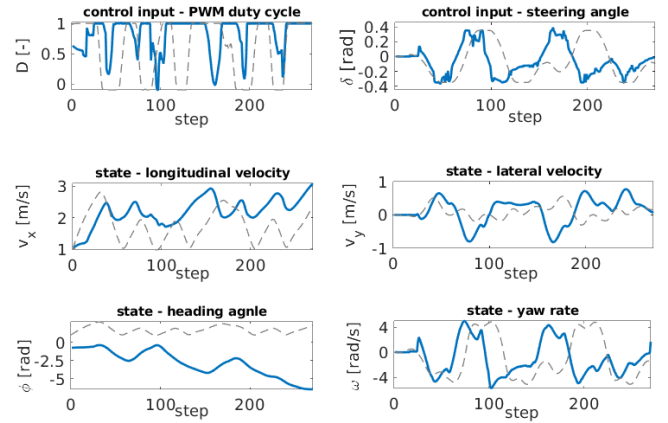 control input - PWM duty cycle
D [-]
1
0.5
0
0 100 200
step
control input - steering angle
δ [rad]
0.4
0.2
0
-0.2
-0.4
0 100 200
step
state - longitudinal velocity
v_x [m/s]
3
2
1
0 100 200
step
state - lateral velocity
v_y [m/s]
1
0
-1
0 100 200
step
state - heading agnle
ϕ [rad]
0
-2.5
-5
0 100 200
step
state - yaw rate
ω [rad/s]
4
0
-4
0 100 200
step